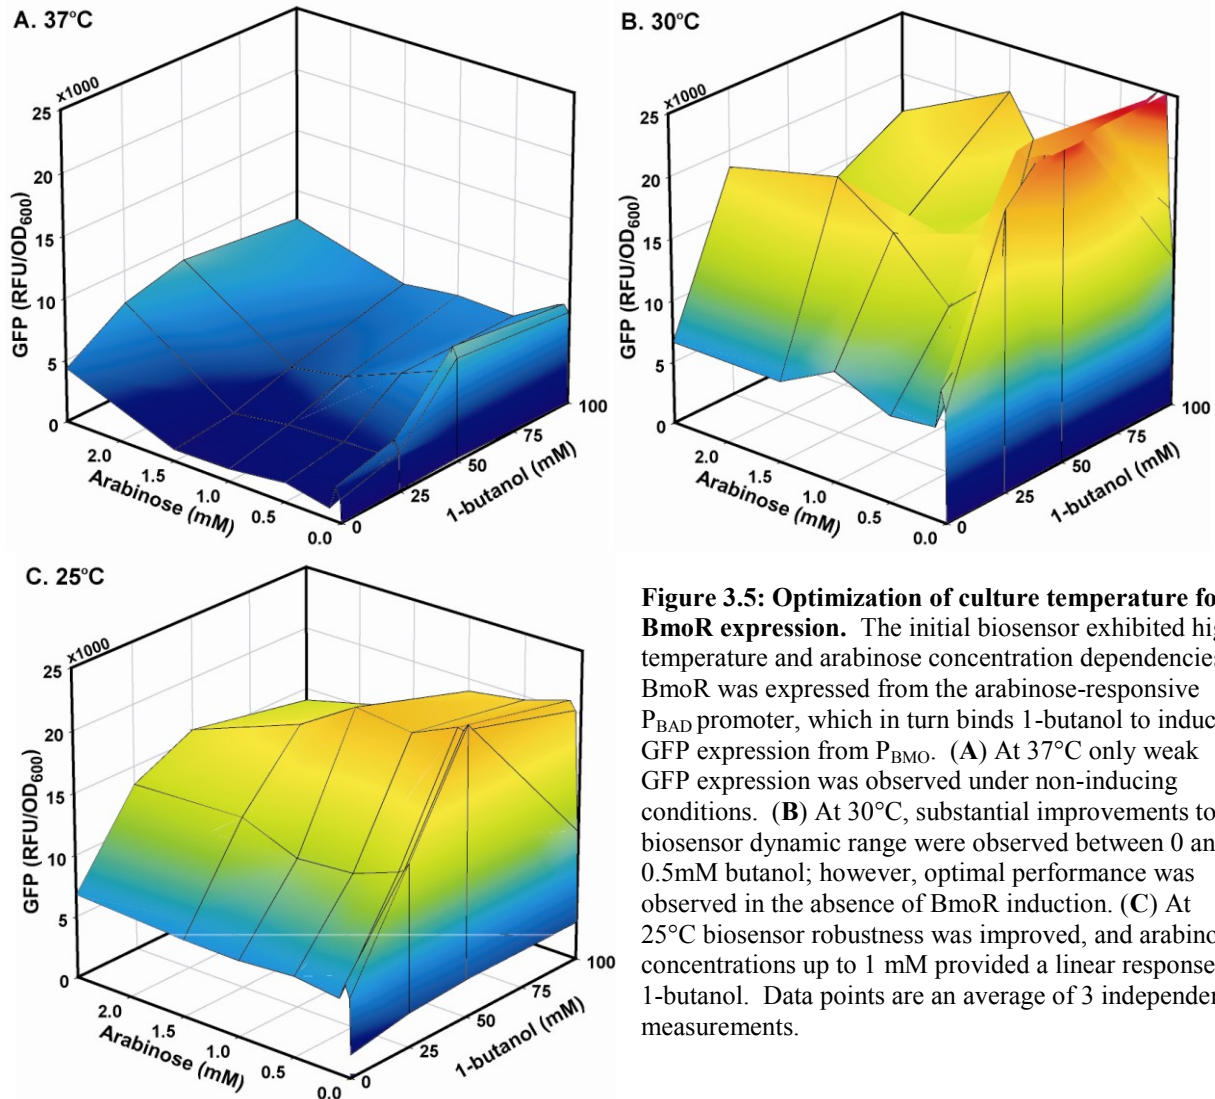 A. 37°C
x1000
25
20
15
10
5
0
GFP (RFU/OD600)
2.0
1.5
1.0
0.5
0.0
Arabinose (mM)
0
25
50
75
100
1-butanol (mM)
B. 30°C
x1000
25
20
15
10
5
0
GFP (RFU/OD600)
2.0
1.5
1.0
0.5
0.0
Arabinose (mM)
0
25
50
75
100
1-butanol (mM)
C. 25°C
x1000
25
20
15
10
5
0
GFP (RFU/OD600)
2.0
1.5
1.0
0.5
0.0
Arabinose (mM)
0
25
50
75
100
1-butanol (mM)
Figure 3.5: Optimization of culture temperature fo
BmoR expression. The initial biosensor exhibited hi
temperature and arabinose concentration dependencies
BmoR was expressed from the arabinose-responsive
PBAD promoter, which in turn binds 1-butanol to induc
GFP expression from PBMO. (A) At 37°C only weak
GFP expression was observed under non-inducing
conditions. (B) At 30°C, substantial improvements to
biosensor dynamic range were observed between 0 an
0.5mM butanol; however, optimal performance was
observed in the absence of BmoR induction. (C) At
25°C biosensor robustness was improved, and arabino
concentrations up to 1 mM provided a linear response
1-butanol. Data points are an average of 3 independen
measurements.